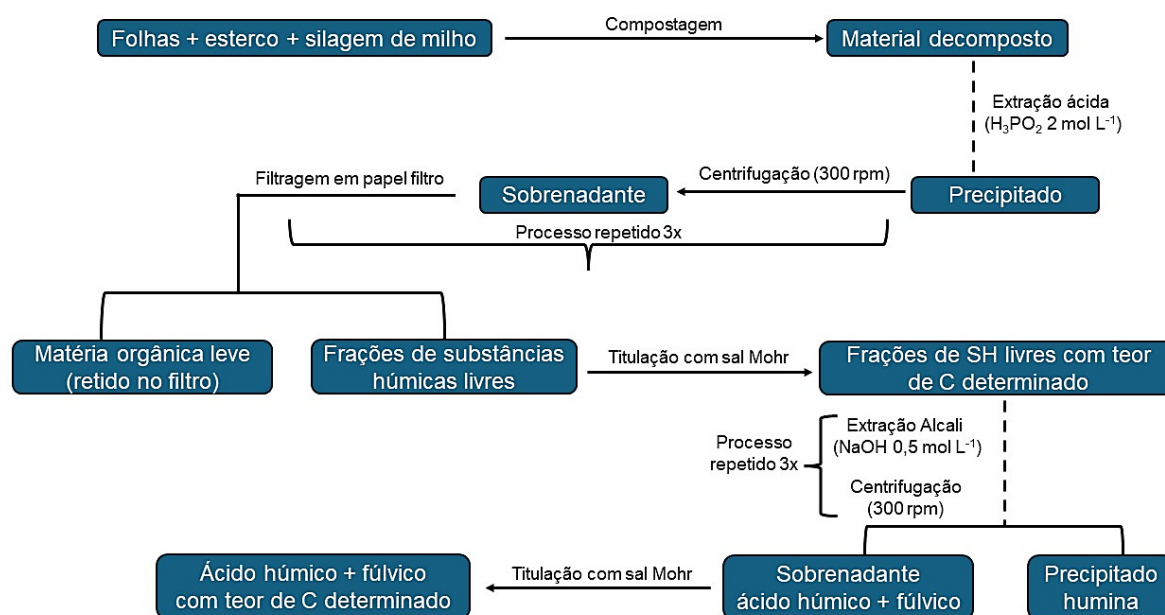 Folhas + esterco + silagem de milho
Compostagem
Material decomposto
Extração ácida
(H₃PO₂ 2 mol L⁻¹)
Filtragem em papel filtro
Sobrenadante
Centrifugação (300 rpm)
Precipitado
Processo repetido 3x
Matéria orgânica leve
(retido no filtro)
Frações de substâncias
húmicas livres
Titulação com sal Mohr
Frações de SH livres com teor
de C determinado
Processo
repetido 3x
Extração Alcali
(NaOH 0,5 mol L⁻¹)
Centrifugação
(300 rpm)
Ácido húmico + fúlvico
com teor de C determinado
Titulação com sal Mohr
Sobrenadante
ácido húmico + fúlvico
Precipitado
humina